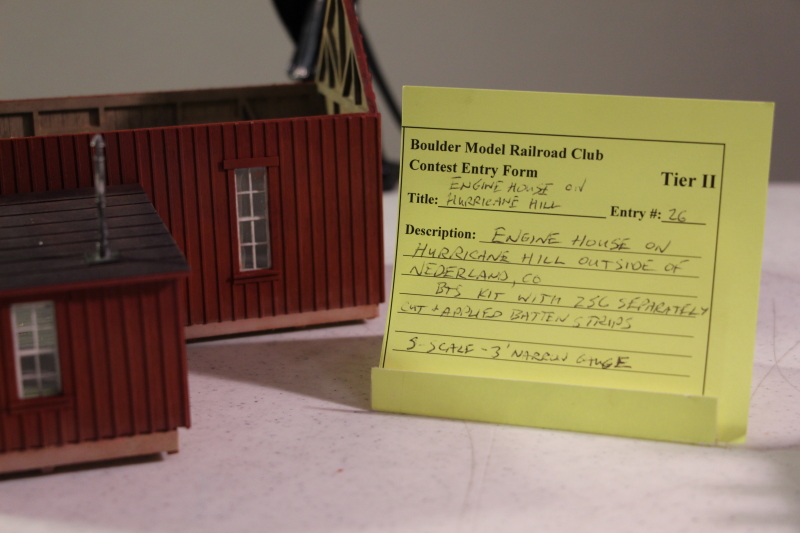 Boulder Model Railroad Club
Contest Entry Form
Tier II
ENGINE HOUSE ON
Title: HURRICANE HILL Entry #: 26
Description: ENGINE HOUSE ON
HURRICANE HILL OUTSIDE OF
NEDERLAND, CO
BTS KIT WITH 256 SEPARATELY
CUT + APPLIED BATTEN STRIPS
S-SCALE - 3' NARROW GAUGE